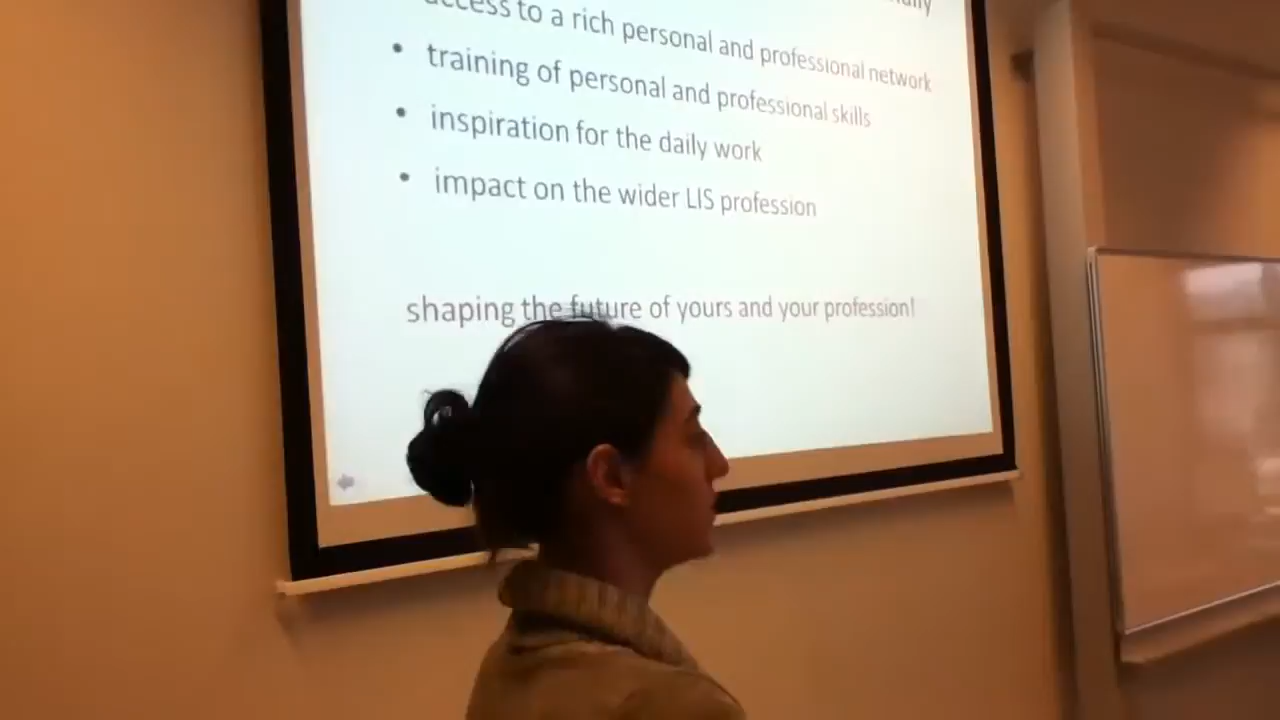 access to a rich personal and professional network
• training of personal and professional skills
• inspiration for the daily work
• impact on the wider LIS profession
shaping the future of yours and your profession!